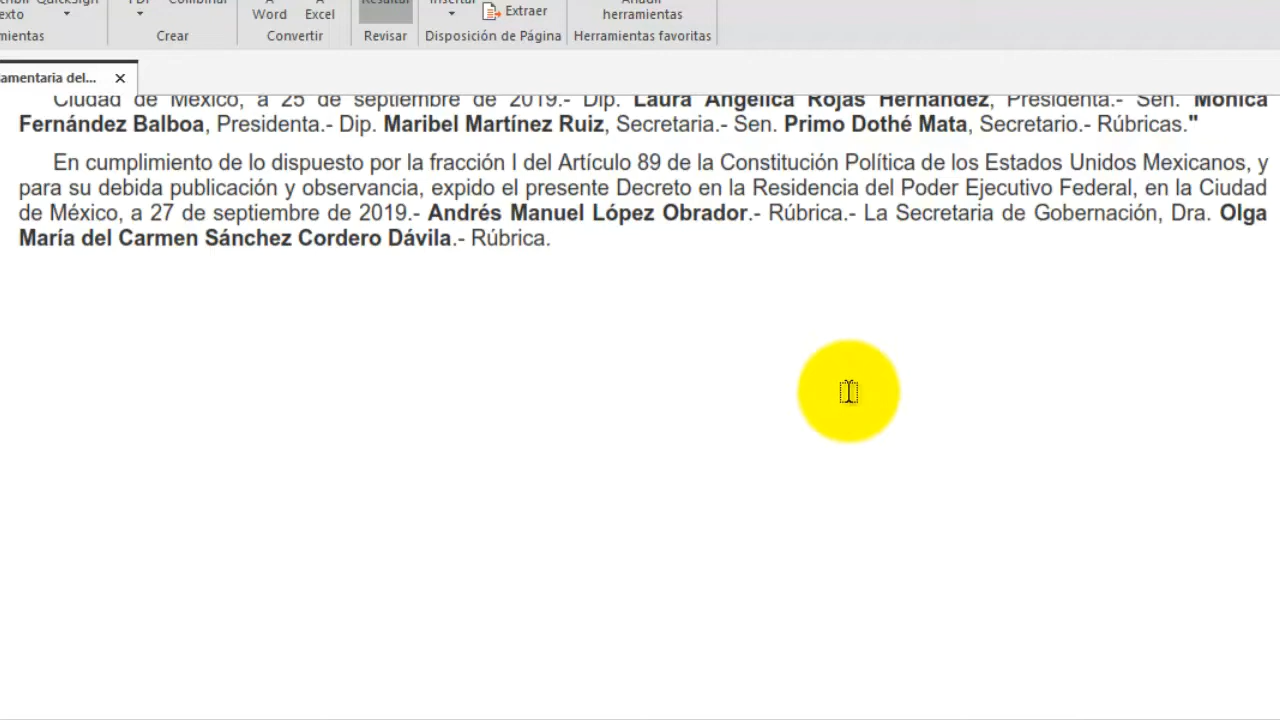 Word
Excel
Extraer
herramientas
Crear
Convertir
Revisar
Disposición de Página
Herramientas favoritas
amentaria del...
Ciudad de México, a 25 de septiembre de 2019.- Dip. Laura Angélica Rojas Hernández, Presidenta.- Sen. Mónica
Fernández Balboa, Presidenta.- Dip. Maribel Martínez Ruiz, Secretaria.- Sen. Primo Dothé Mata, Secretario.- Rúbricas."
En cumplimiento de lo dispuesto por la fracción I del Artículo 89 de la Constitución Política de los Estados Unidos Mexicanos, y
para su debida publicación y observancia, expido el presente Decreto en la Residencia del Poder Ejecutivo Federal, en la Ciudad
de México, a 27 de septiembre de 2019.- Andrés Manuel López Obrador.- Rúbrica.- La Secretaria de Gobernación, Dra. Olga
María del Carmen Sánchez Cordero Dávila.- Rúbrica.